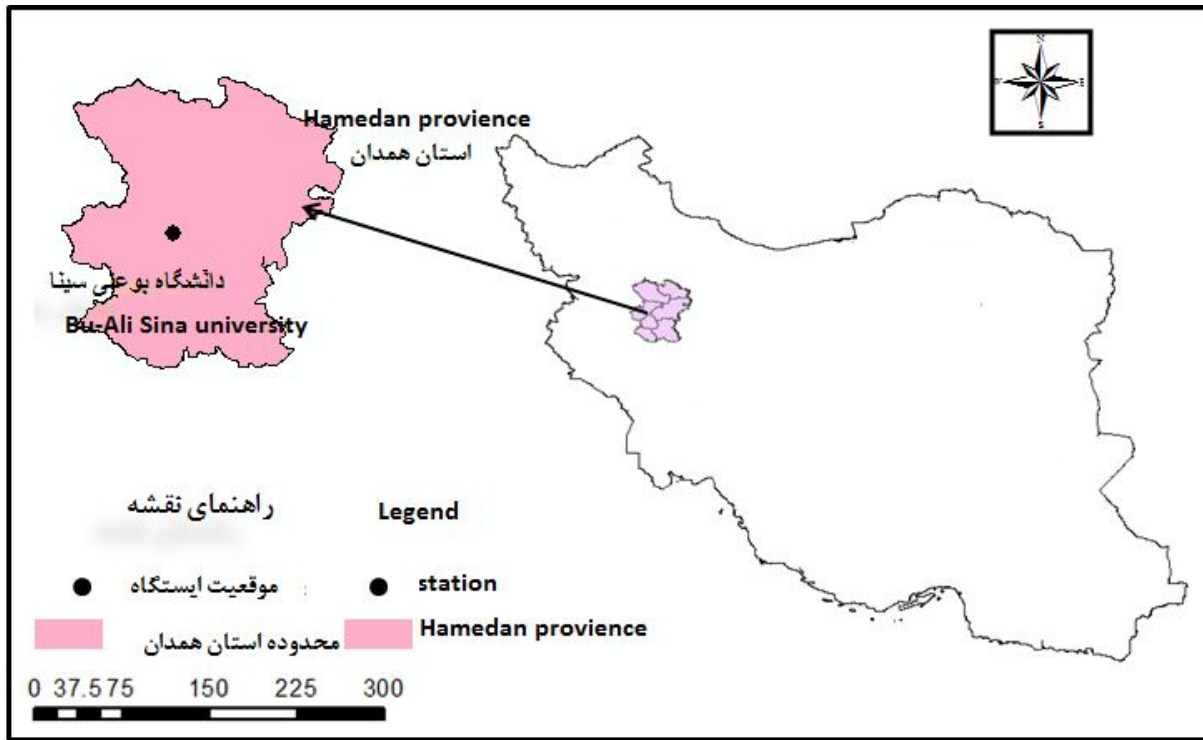 Hamedan provience
استان همدان
دانشگاه بوعلی سینا
Bu-Ali Sina university
راهنمای نقشه
Legend
موقعیت ایستگاه
station
محدوده استان همدان
Hamedan provience
0 37.5 75 150 225 300
N
W E
S